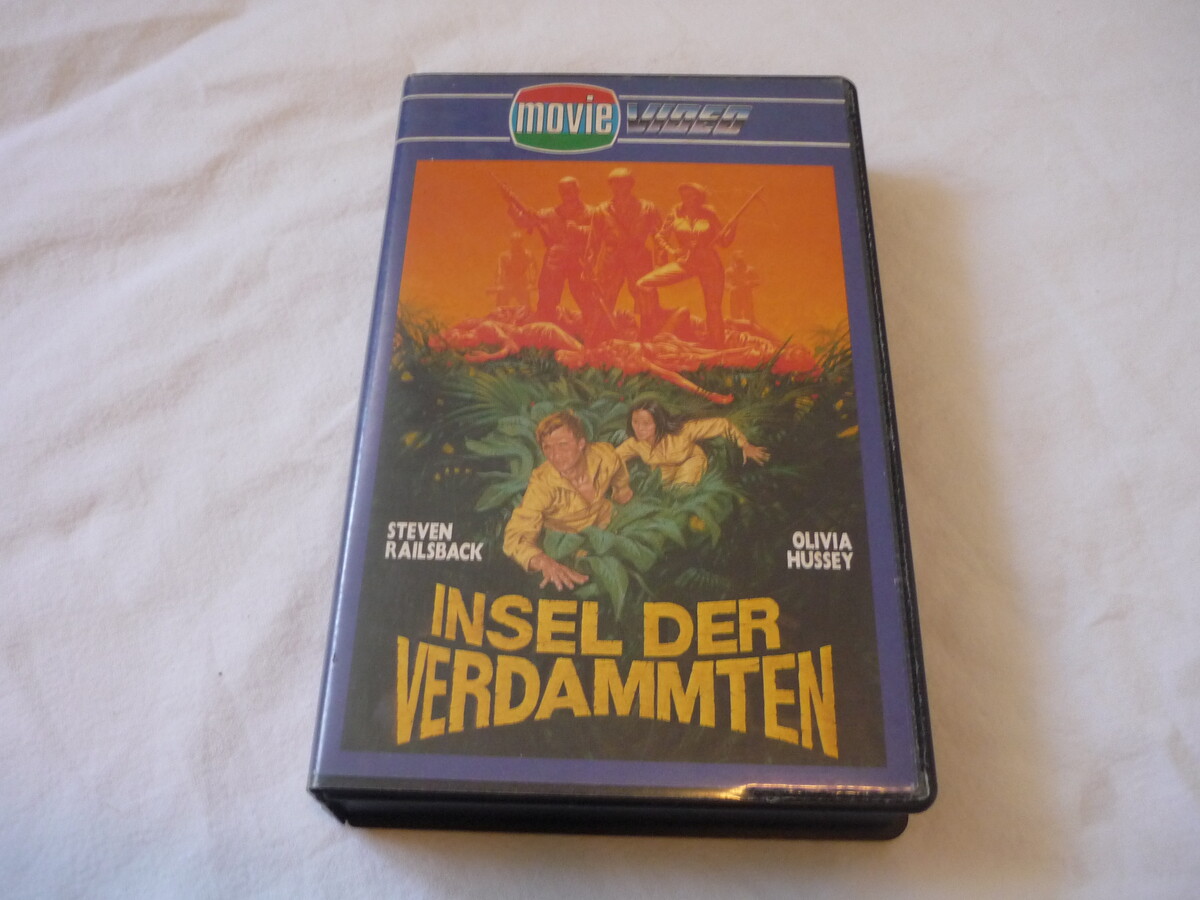 movie VIDEO
STEVEN
RAILSBACK
OLIVIA
HUSSEY
INSEL DER
VERDAMMTEN